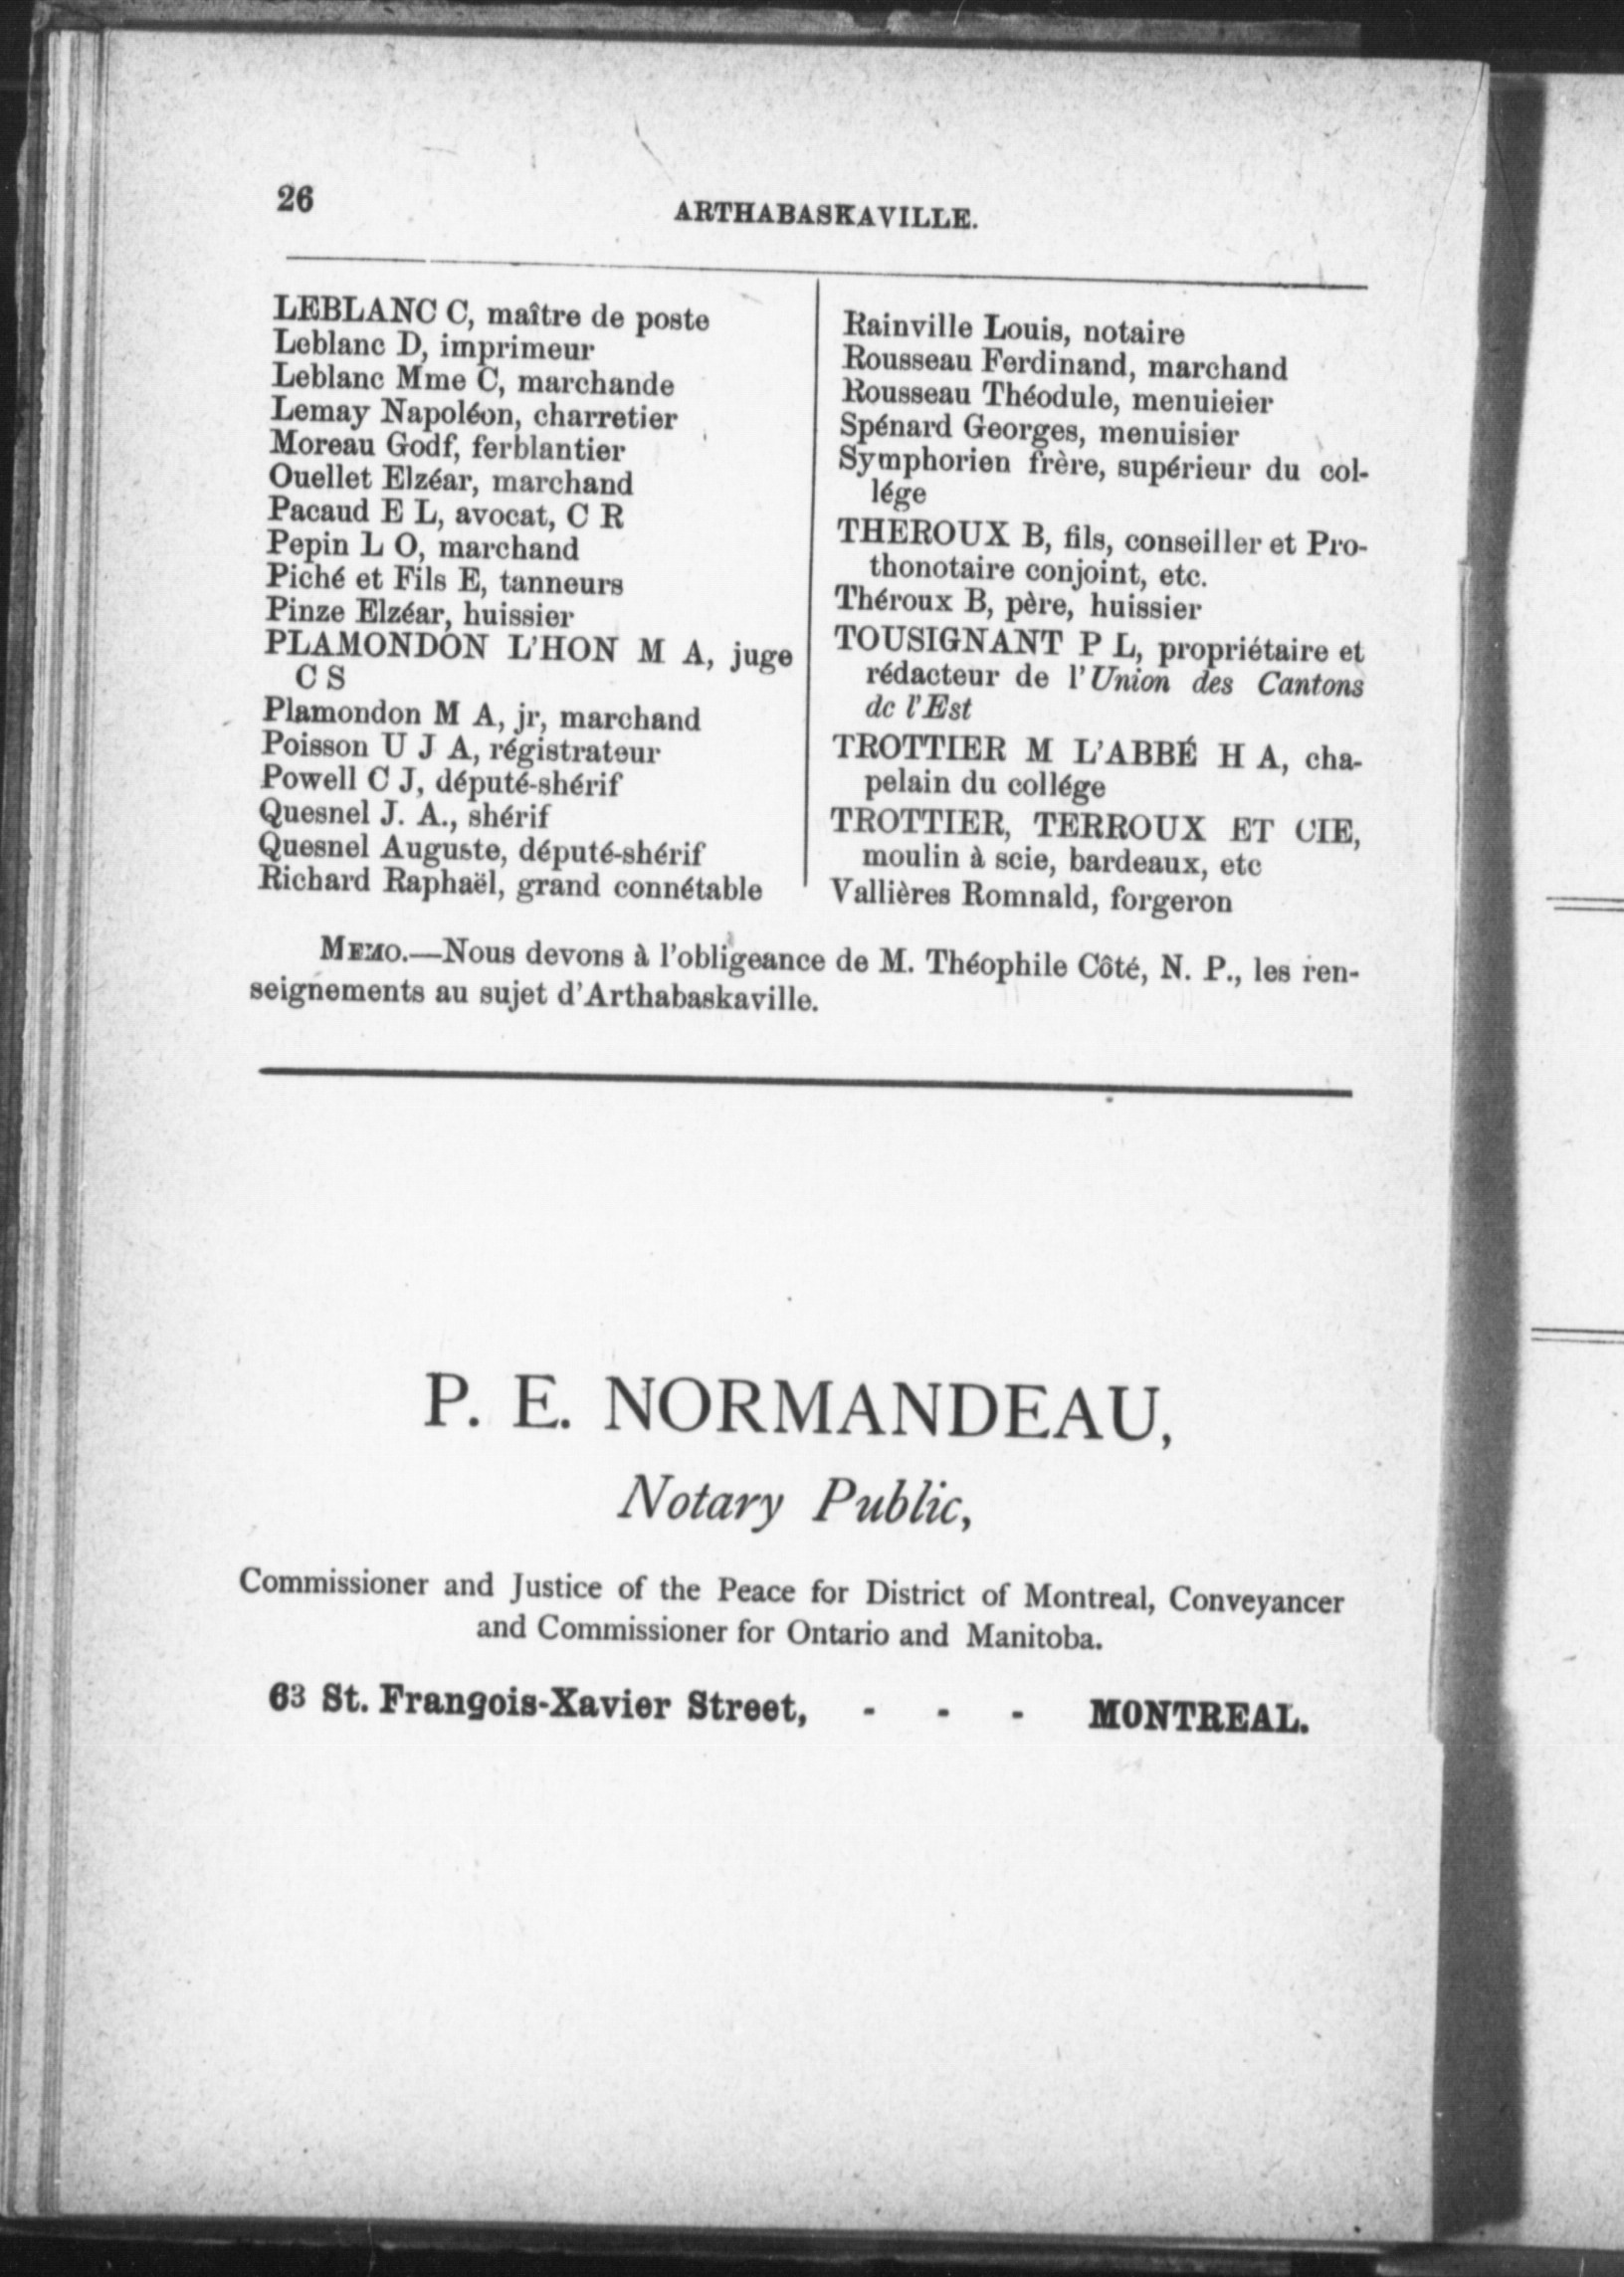 26
ARTHABASKAVILLE.
LEBLANC C, maître de poste
Leblanc D, imprimeur
Leblanc Mme C, marchande
Lemay Napoléon, charretier
Moreau Godf, ferblantier
Ouellet Elzéar, marchand
Pacaud E L, avocat, C R
Pepin L O, marchand
Piché et Fils E, tanneurs
Pinze Elzéar, huissier
PLAMONDON L'HON M A, juge
C S
Plamondon M A, jr, marchand
Poisson U J A, régistrateur
Powell C J, député-shérif
Quesnel J. A., shérif
Quesnel Auguste, député-shérif
Richard Raphaël, grand connétable
Rainville Louis, notaire
Rousseau Ferdinand, marchand
Rousseau Théodule, menuieier
Spénard Georges, menuisier
Symphorien frère, supérieur du col-
lége
THEROUX B, fils, conseiller et Pro-
thonotaire conjoint, etc.
Théroux B, père, huissier
TOUSIGNANT P L, propriétaire et
rédacteur de l'Union des Cantons
de l'Est
TROTTIER M L'ABBÉ H A, cha-
pelain du collége
TROTTIER, TERROUX ET CIE,
moulin à scie, bardeaux, etc
Vallières Romnald, forgeron
MEMO.—Nous devons à l'obligeance de M. Théophile Côté, N. P., les ren-
seignements au sujet d'Arthabaskaville.
P. E. NORMANDEAU,
Notary Public,
Commissioner and Justice of the Peace for District of Montreal, Conveyancer
and Commissioner for Ontario and Manitoba.
63 St. François-Xavier Street, - - - MONTREAL.